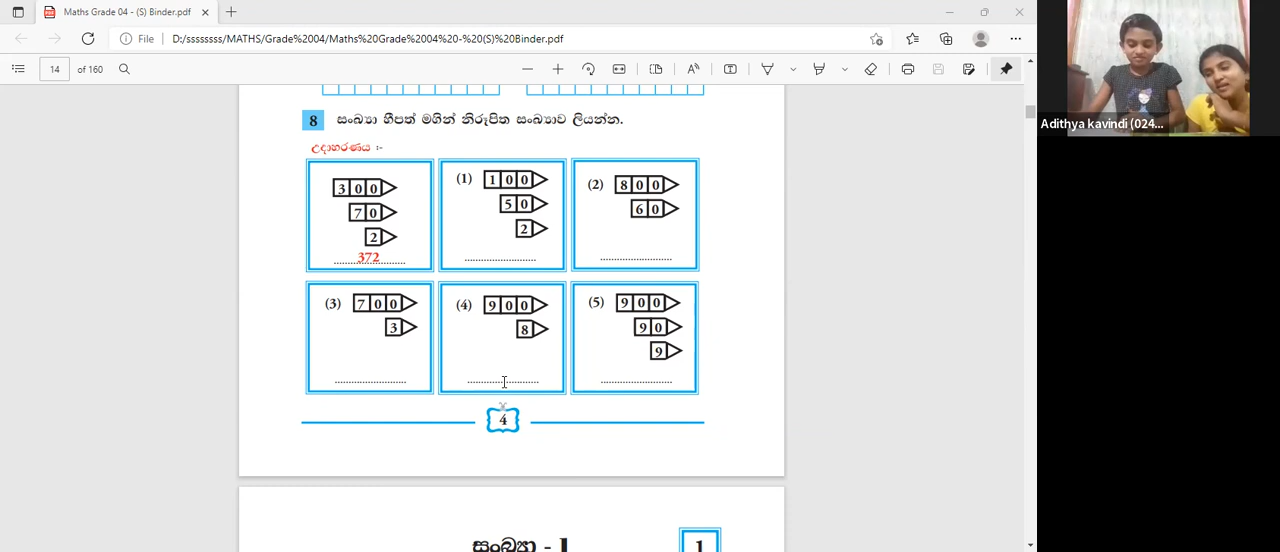 Maths Grade 04 - (S) Binder.pdf
File
D:/ssssssss/MATHS/Grade%2004/Maths%20Grade%2004%20-%20(S)%20Binder.pdf
14 of 160
8 සංඛ්‍යා හීපත් මගින් නිරූපිත සංඛ්‍යාව ලියන්න.
උදාහරණය :-
300
70
2
372
(1) 100
50
2
(2) 800
60
(3) 700
3
(4) 900
8
(5) 900
90
9
4
සංඛ්‍යා - 1
1
Adithya kavindi (024...